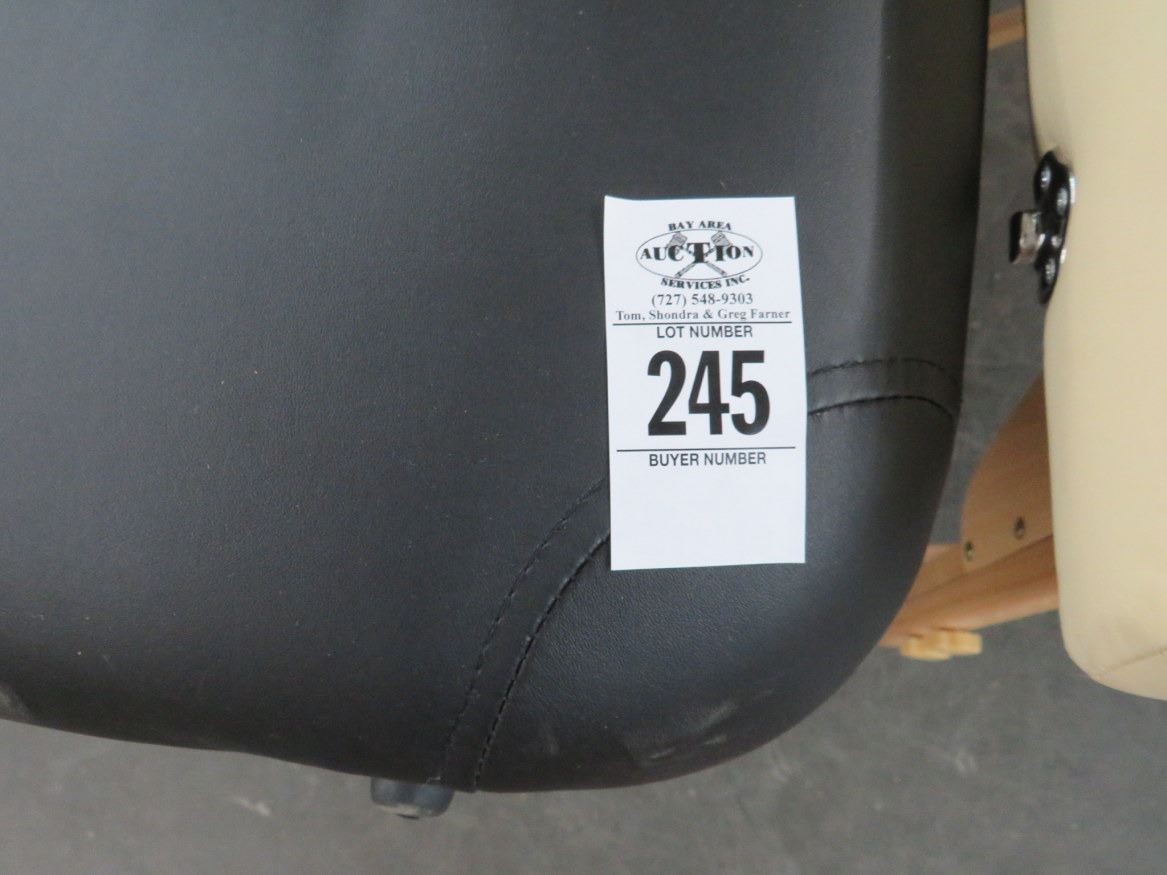 BAY AREA
AUCTION
SERVICES INC.
(727) 548-9303
Tom, Shondra & Greg Farner
LOT NUMBER
245
BUYER NUMBER